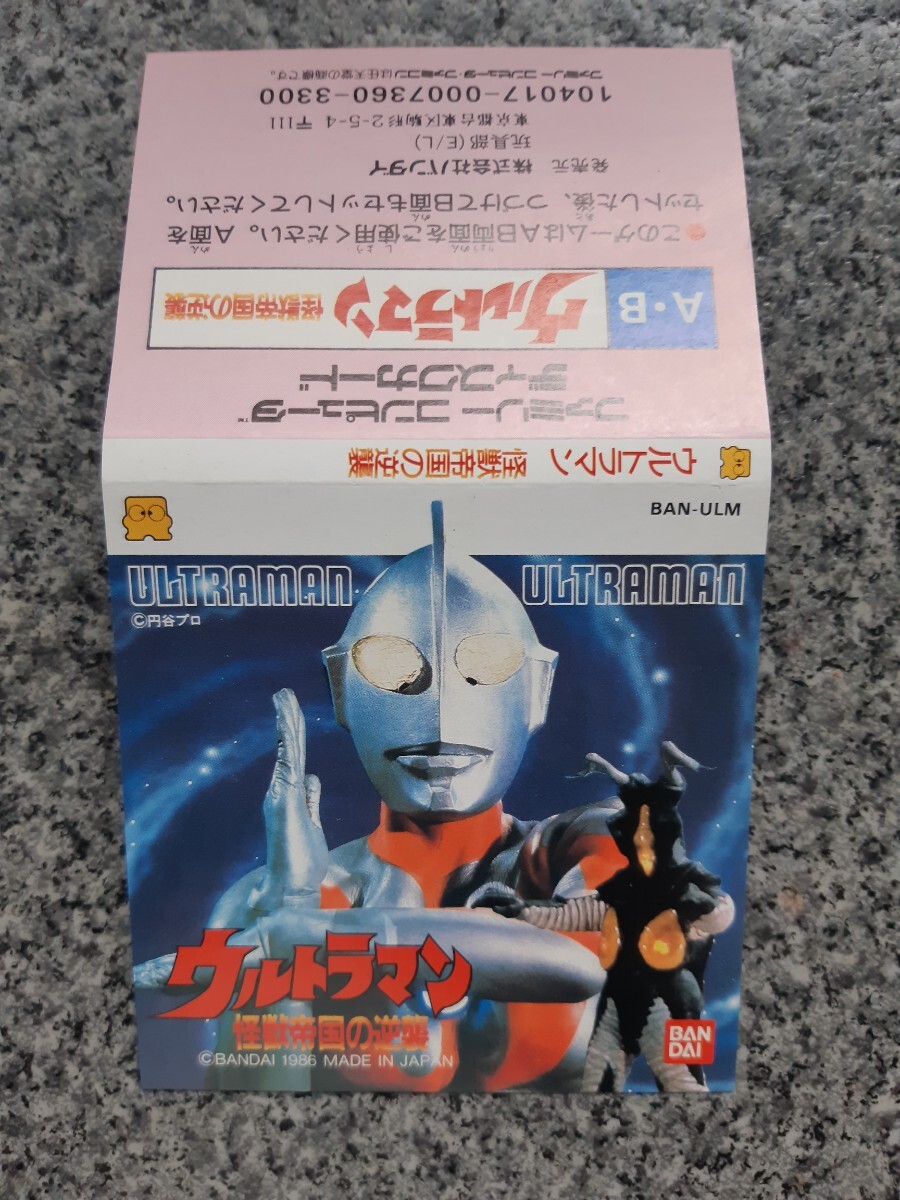 ファミリー コンピュータ™
ディスクカード
A・B ウルトラマン 怪獣帝国の逆襲
●このゲームはAB両面をご使用ください。A面を
セットした後、つづけてB面もセットしてください。
発売元 株式会社バンダイ
玩具部(E/L)
東京都台東区駒形2-5-4 〒111
104017-0007360-3300
ファミリーコンピュータ・ファミコンは任天堂の商標です。
ウルトラマン 怪獣帝国の逆襲
BAN-ULM
ULTRAMAN ULTRAMAN
©円谷プロ
ウルトラマン
怪獣帝国の逆襲
©BANDAI 1986 MADE IN JAPAN
BAN
DAI